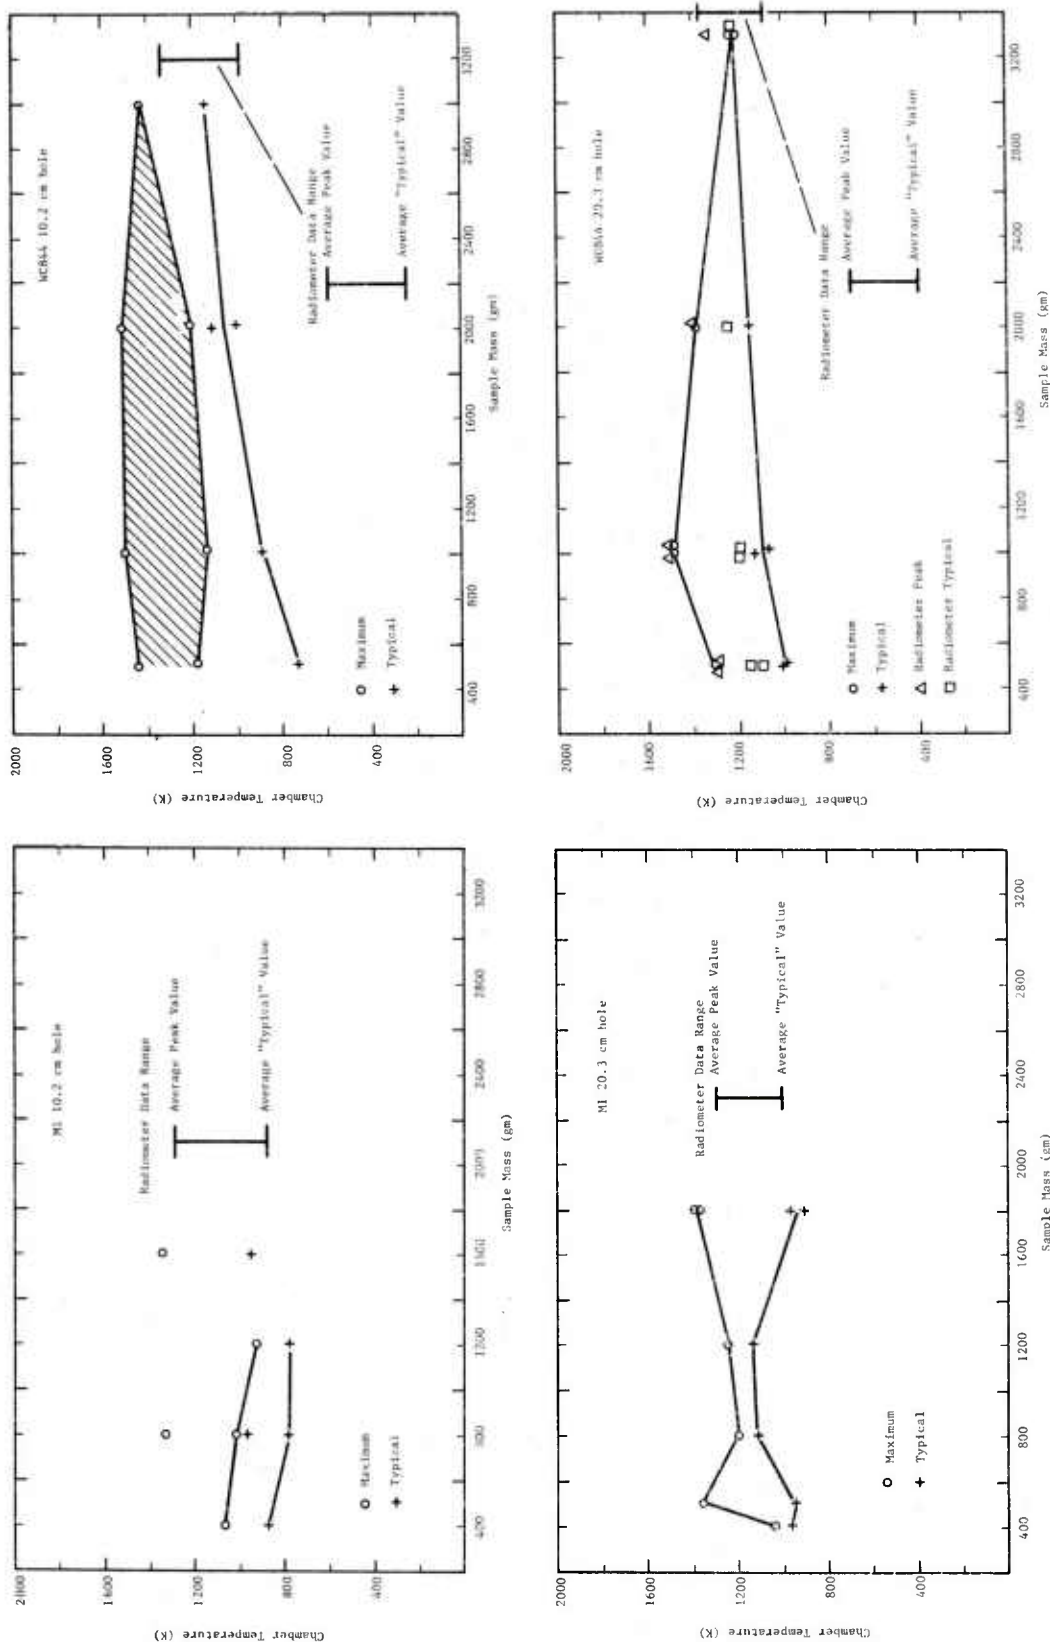 WC844 10.2 cm hole
Radiometer Data Range
Average Peak Value
Average "Typical" Value
Maximum
Typical
2000
1600
1200
800
400
Chamber Temperature (K)
400
800
1200
1600
2000
2400
2800
3200
Sample Mass (gm)
WC844 20.3 cm hole
Radiometer Data Range
Average Peak Value
Average "Typical" Value
Maximum
Typical
Radiometer Peak
Radiometer Typical
2000
1600
1200
800
400
Chamber Temperature (K)
400
800
1200
1600
2000
2400
2800
3200
Sample Mass (gm)
M1 10.2 cm hole
Radiometer Data Range
Average Peak Value
Average "Typical" Value
Maximum
Typical
2000
1600
1200
800
400
Chamber Temperature (K)
400
800
1200
1600
2000
2400
2800
3200
Sample Mass (gm)
M1 20.3 cm hole
Radiometer Data Range
Average Peak Value
Average "Typical" Value
Maximum
Typical
2000
1600
1200
800
400
Chamber Temperature (K)
400
800
1200
1600
2000
2400
2800
3200
Sample Mass (gm)